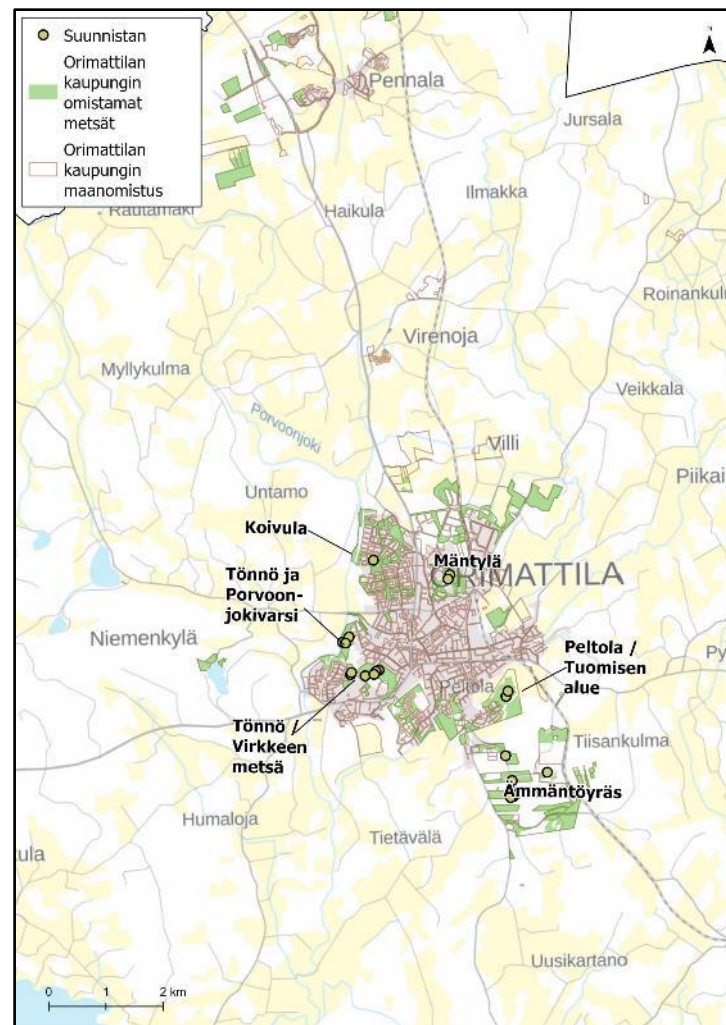 Suunnistan
Orimattilan
kaupungin
omistamat
metsät
Orimattilan
kaupungin
maanomistus
N
Pennala
Jursala
Rautamäki
Haikula
Ilmakka
Roinankulm
Virenoja
Myllykulma
Veikkala
Porvoonjoki
Villi
Piikai
Untamo
Koivula
Mäntylä
ORIMATTILA
Tönnö ja
Porvoon-
jokivarsi
Niemenkylä
Peltola /
Tuomisen
alue
Py
Peltola
Tönnö /
Virkkeen
metsä
Tiisankulma
Ämmäntöyräs
Humaloja
Tietävälä
kula
Uusikartano
0 1 2 km